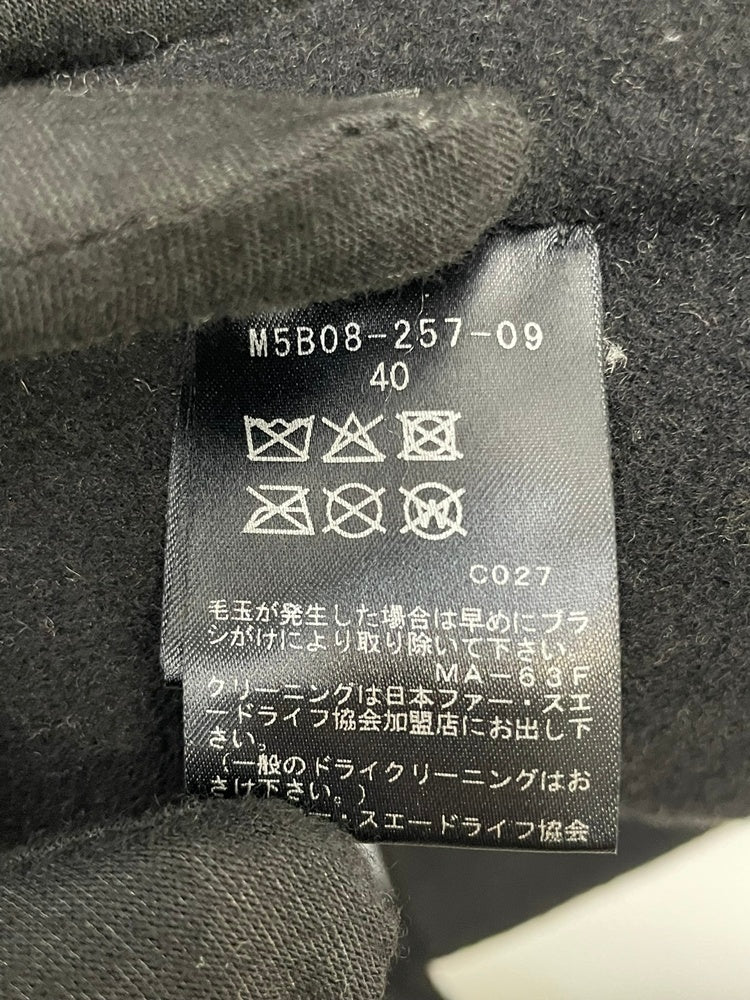 M5B08-257-09
40
W
C027
毛玉が発生した場合は早めにブラ
シがけにより取り除いて下さい。
MA-63F
クリーニングは日本ファー・スエ
ードライフ協会加盟店にお出し下
さい。
(一般のドライクリーニングはお
さけ下さい。)
・スエードライフ協会